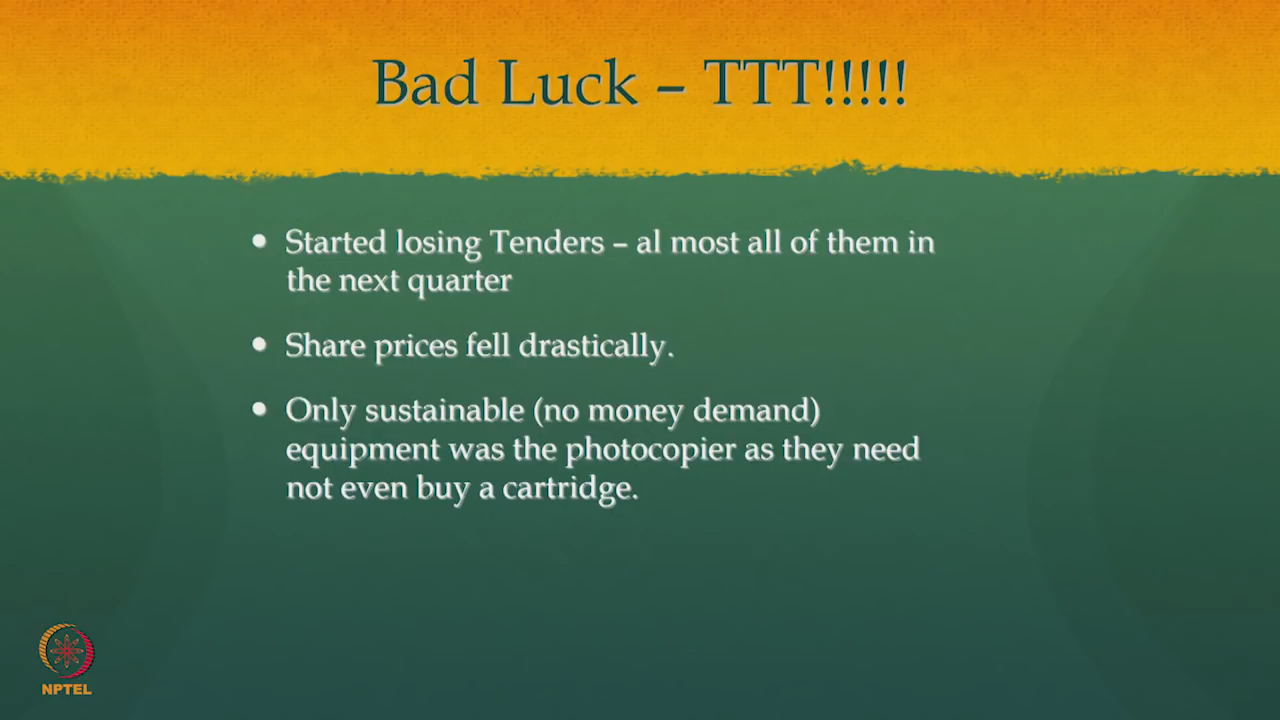 Bad Luck – TTT!!!!!
• Started losing Tenders – al most all of them in
the next quarter
• Share prices fell drastically.
• Only sustainable (no money demand)
equipment was the photocopier as they need
not even buy a cartridge.
NPTEL